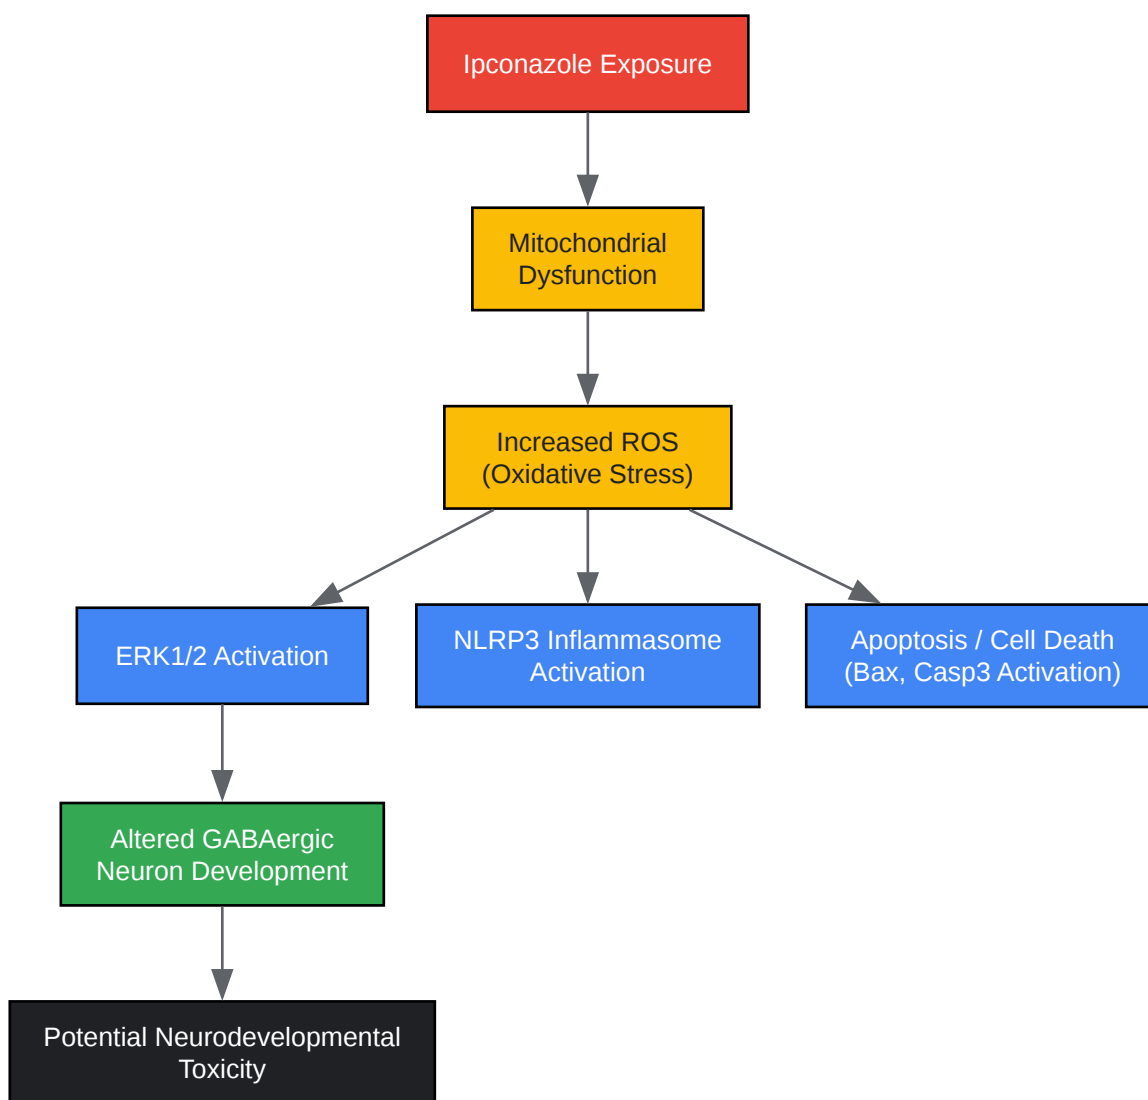 Ipconazole Exposure
Mitochondrial
Dysfunction
Increased ROS
(Oxidative Stress)
ERK1/2 Activation
NLRP3 Inflammasome
Activation
Apoptosis / Cell Death
(Bax, Casp3 Activation)
Altered GABAergic
Neuron Development
Potential Neurodevelopmental
Toxicity